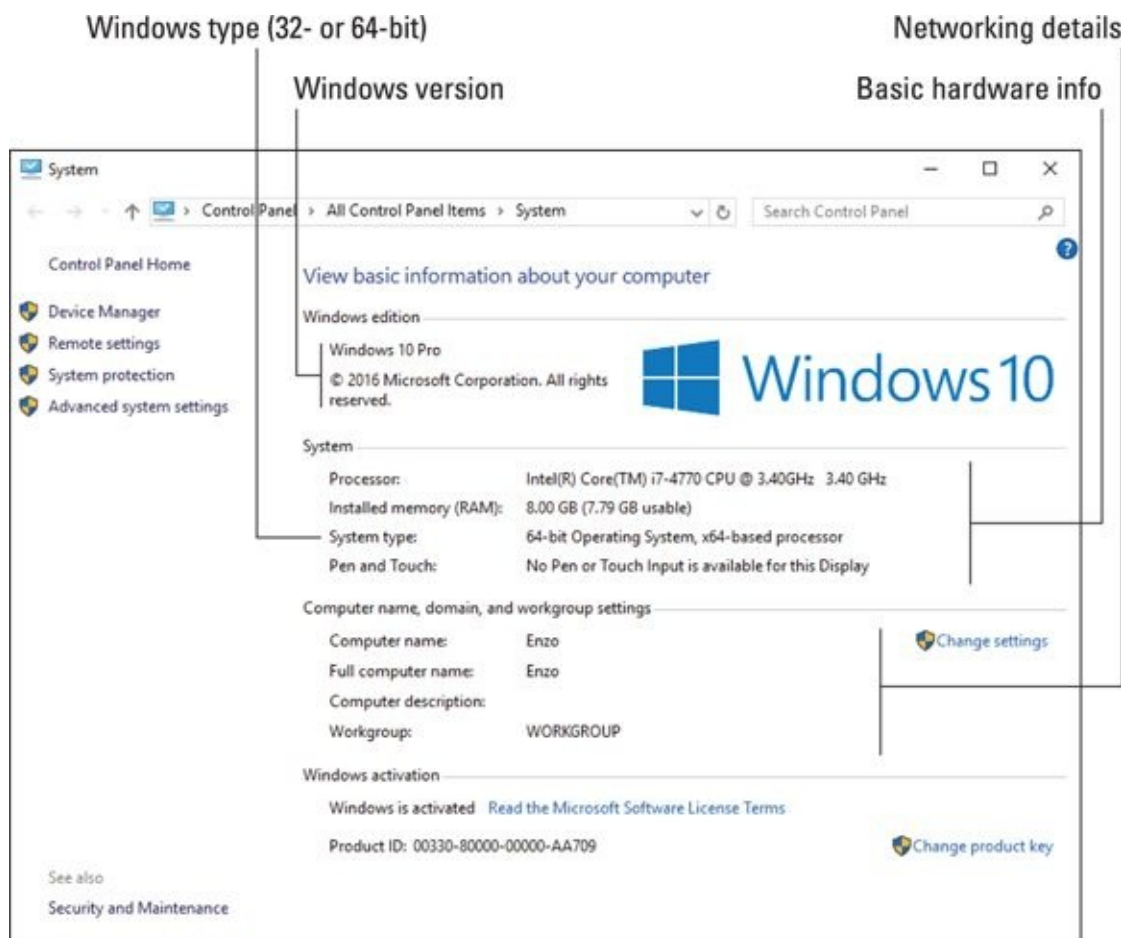 Windows type (32- or 64-bit)
Networking details
Windows version
Basic hardware info
System
Control Panel > All Control Panel Items > System
Search Control Panel
?
Control Panel Home
Device Manager
Remote settings
System protection
Advanced system settings
See also
Security and Maintenance
View basic information about your computer
Windows edition
Windows 10 Pro
© 2016 Microsoft Corporation. All rights
reserved.
Windows 10
System
Processor: Intel(R) Core(TM) i7-4770 CPU @ 3.40GHz 3.40 GHz
Installed memory (RAM): 8.00 GB (7.79 GB usable)
System type: 64-bit Operating System, x64-based processor
Pen and Touch: No Pen or Touch Input is available for this Display
Computer name, domain, and workgroup settings
Computer name: Enzo
Change settings
Full computer name: Enzo
Computer description:
Workgroup: WORKGROUP
Windows activation
Windows is activated Read the Microsoft Software License Terms
Product ID: 00330-80000-00000-AA709
Change product key